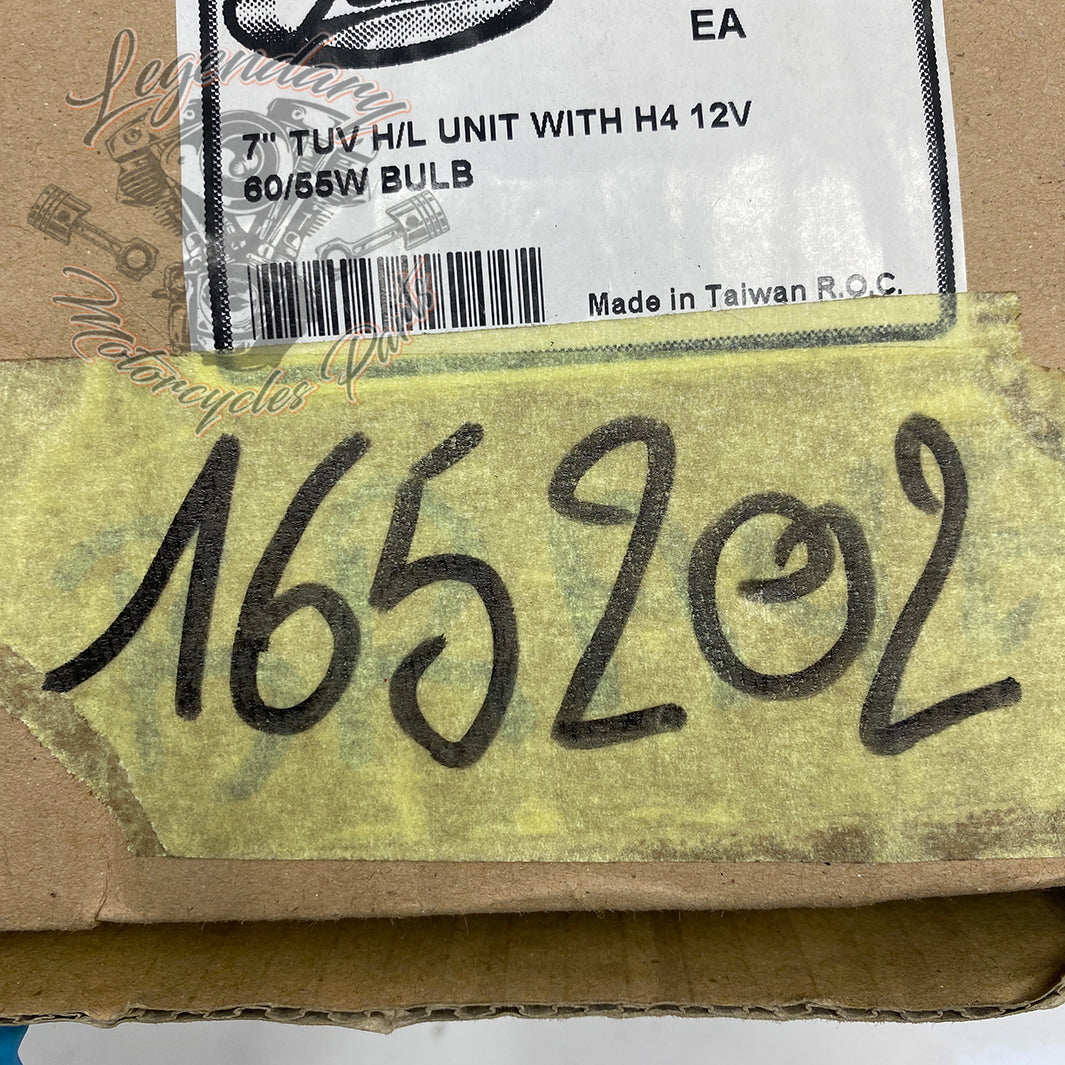 EA
7" TUV H/L UNIT WITH H4 12V
60/55W BULB
Made in Taiwan R.O.C.
Legendary
Motorcycles Parts
165202